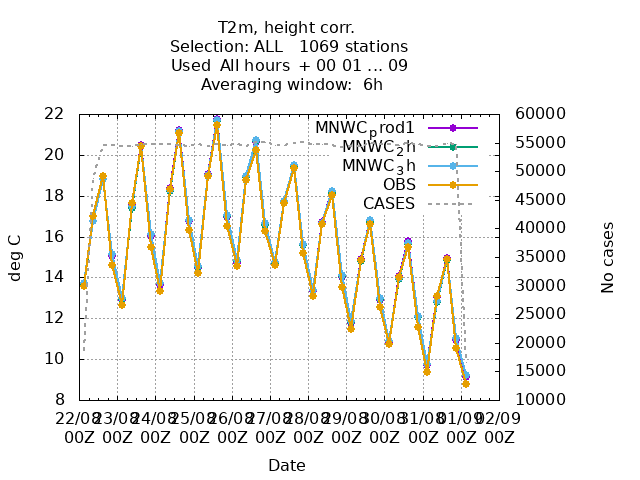 T2m, height corr.
Selection: ALL   1069 stations
Used  All hours  + 00 01 ... 09
Averaging window:  6h
deg C
22
20
18
16
14
12
10
8
No cases
60000
55000
50000
45000
40000
35000
30000
25000
20000
15000
10000
MNWC_prod1
MNWC_2h
MNWC_3h
OBS
CASES
22/08 23/08 24/08 25/08 26/08 27/08 28/08 29/08 30/08 31/08 01/09 02/09
00Z 00Z 00Z 00Z 00Z 00Z 00Z 00Z 00Z 00Z 00Z 00Z
Date